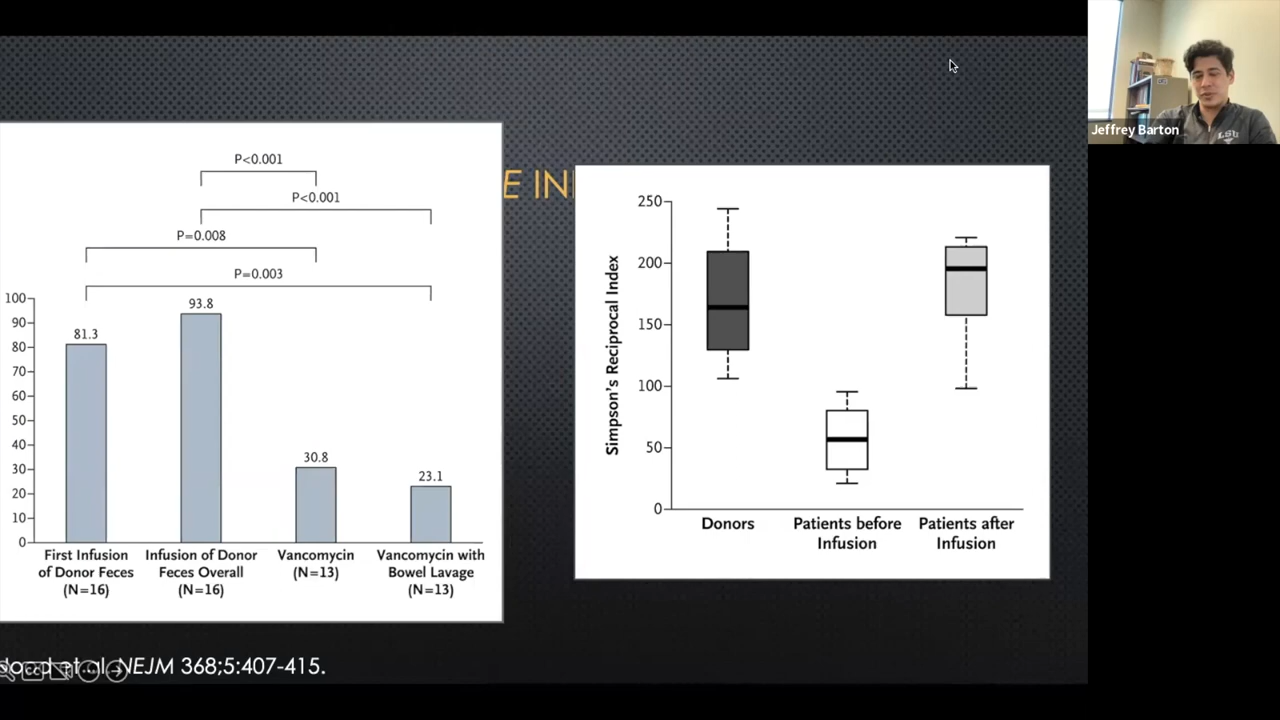 Jeffrey Barton
LSU
E IN
P<0.001
P<0.001
P=0.008
P=0.003
100
90
80
70
60
50
40
30
20
10
0
81.3
93.8
30.8
23.1
First Infusion
of Donor Feces
(N=16)
Infusion of Donor
Feces Overall
(N=16)
Vancomycin
(N=13)
Vancomycin with
Bowel Lavage
(N=13)
Simpson's Reciprocal Index
250
200
150
100
50
0
Donors
Patients before
Infusion
Patients after
Infusion
et al. NEJM 368;5:407-415.